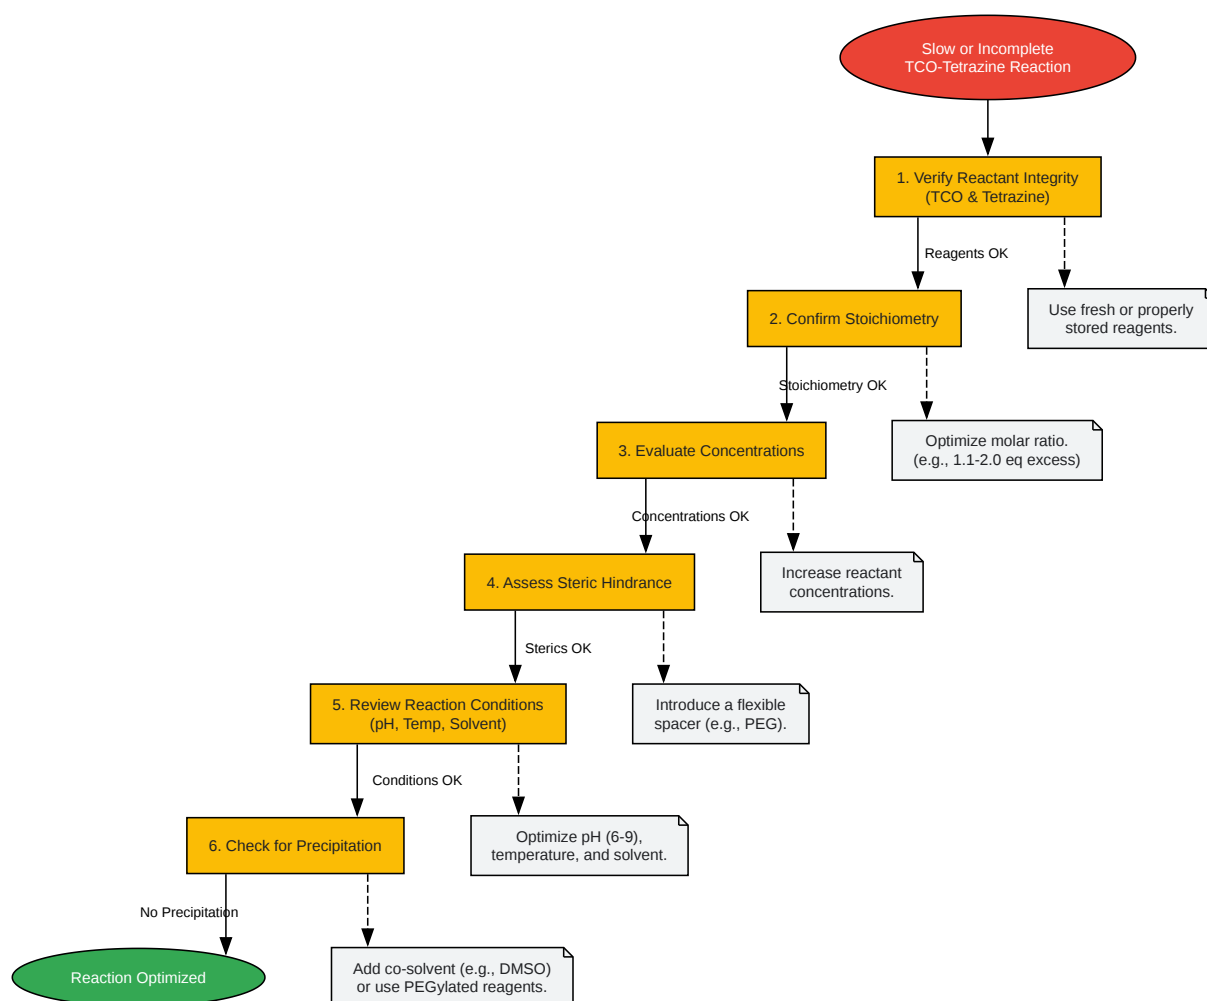 Slow or Incomplete
TCO-Tetrazine Reaction
1. Verify Reactant Integrity
(TCO & Tetrazine)
Reagents OK
Use fresh or properly
stored reagents.
2. Confirm Stoichiometry
Stoichiometry OK
Optimize molar ratio.
(e.g., 1.1-2.0 eq excess)
3. Evaluate Concentrations
Concentrations OK
Increase reactant
concentrations.
4. Assess Steric Hindrance
Sterics OK
Introduce a flexible
spacer (e.g., PEG).
5. Review Reaction Conditions
(pH, Temp, Solvent)
Conditions OK
Optimize pH (6-9),
temperature, and solvent.
6. Check for Precipitation
No Precipitation
Add co-solvent (e.g., DMSO)
or use PEGylated reagents.
Reaction Optimized